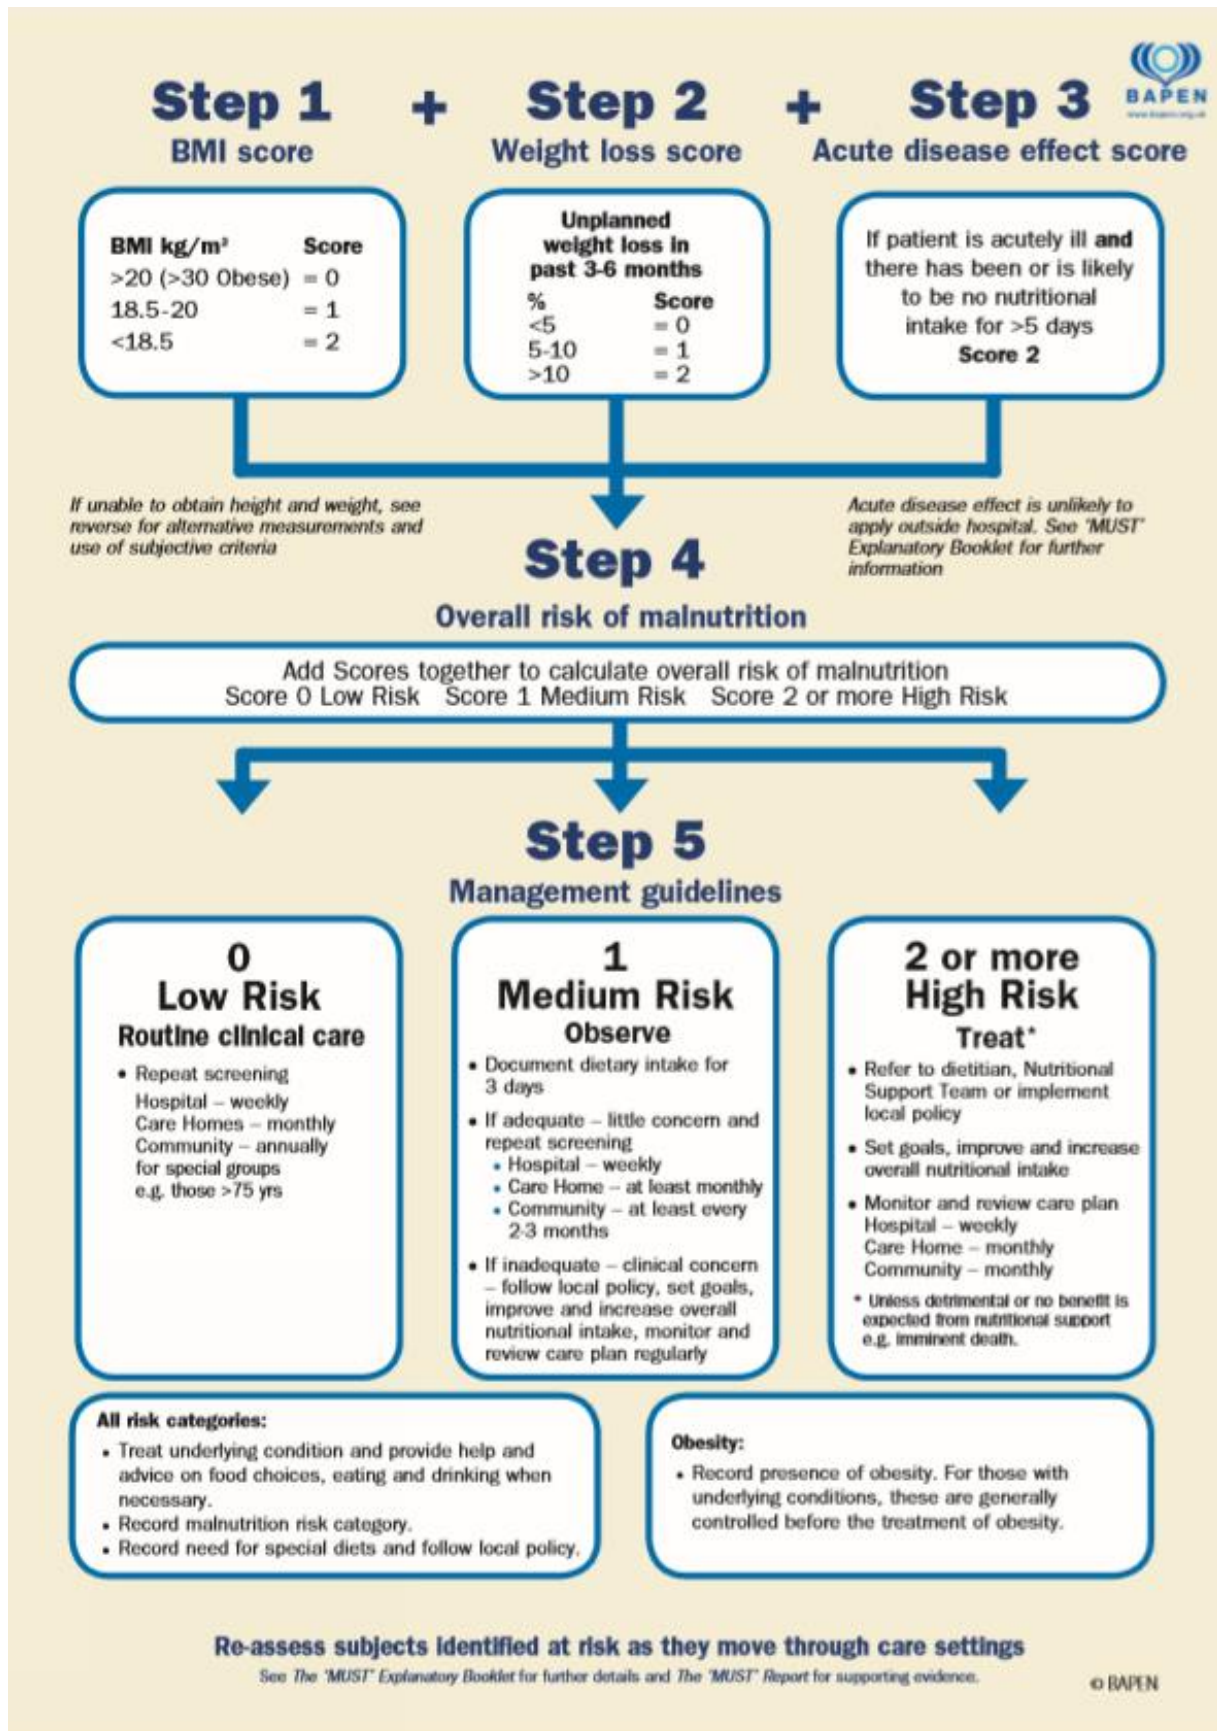 Step 1 + Step 2 + Step 3
BAPEN
www.bapen.org.uk
BMI score
Weight loss score
Acute disease effect score
BMI kg/m² Score
>20 (>30 Obese) = 0
18.5-20 = 1
<18.5 = 2
Unplanned
weight loss in
past 3-6 months
% Score
<5 = 0
5-10 = 1
>10 = 2
If patient is acutely ill and
there has been or is likely
to be no nutritional
intake for >5 days
Score 2
If unable to obtain height and weight, see
reverse for alternative measurements and
use of subjective criteria
Acute disease effect is unlikely to
apply outside hospital. See 'MUST'
Explanatory Booklet for further
information
Step 4
Overall risk of malnutrition
Add Scores together to calculate overall risk of malnutrition
Score 0 Low Risk Score 1 Medium Risk Score 2 or more High Risk
Step 5
Management guidelines
0
Low Risk
Routine clinical care
• Repeat screening
Hospital – weekly
Care Homes – monthly
Community – annually
for special groups
e.g. those >75 yrs
1
Medium Risk
Observe
• Document dietary intake for
3 days
• If adequate – little concern and
repeat screening
• Hospital – weekly
• Care Home – at least monthly
• Community – at least every
2-3 months
• If inadequate – clinical concern
– follow local policy, set goals,
improve and increase overall
nutritional intake, monitor and
review care plan regularly
2 or more
High Risk
Treat*
• Refer to dietitian, Nutritional
Support Team or implement
local policy
• Set goals, improve and increase
overall nutritional intake
• Monitor and review care plan
Hospital – weekly
Care Home – monthly
Community – monthly
* Unless detrimental or no benefit is
expected from nutritional support
e.g. imminent death.
All risk categories:
• Treat underlying condition and provide help and
advice on food choices, eating and drinking when
necessary.
• Record malnutrition risk category.
• Record need for special diets and follow local policy.
Obesity:
• Record presence of obesity. For those with
underlying conditions, these are generally
controlled before the treatment of obesity.
Re-assess subjects identified at risk as they move through care settings
See The 'MUST' Explanatory Booklet for further details and The 'MUST' Report for supporting evidence.
© BAPEN